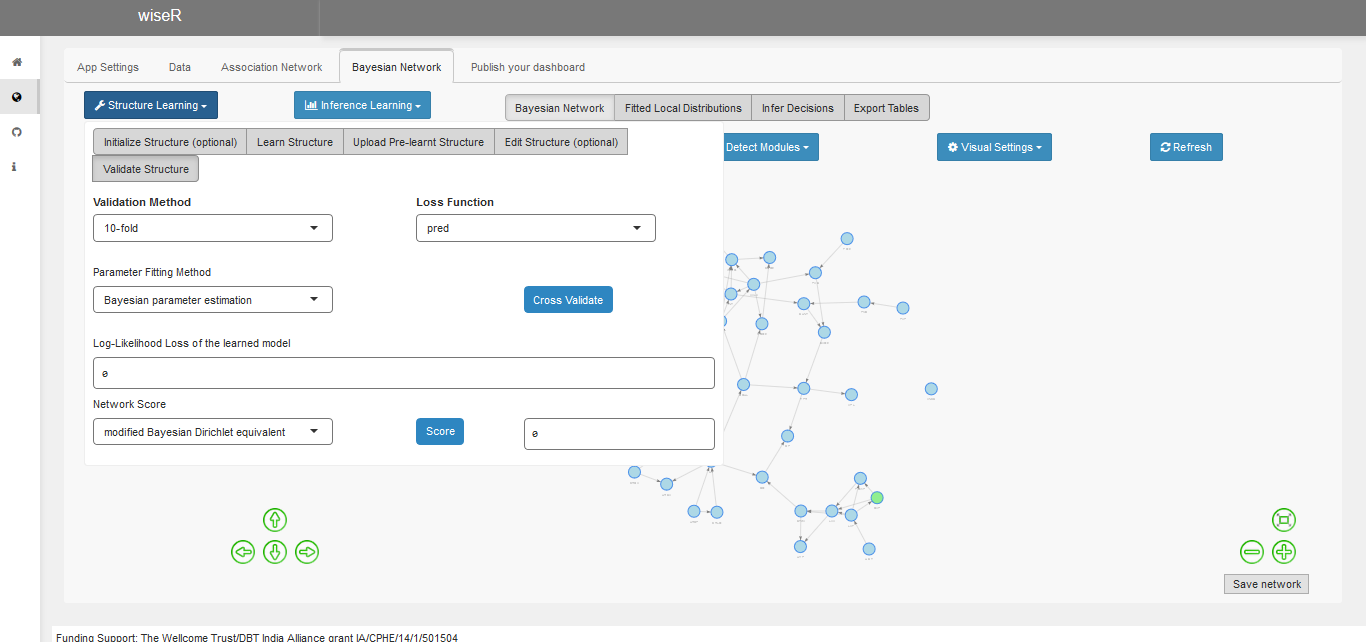 wiseR
App Settings
Data
Association Network
Bayesian Network
Publish your dashboard
Structure Learning
Inference Learning
Bayesian Network
Fitted Local Distributions
Infer Decisions
Export Tables
Initialize Structure (optional)
Learn Structure
Upload Pre-learnt Structure
Edit Structure (optional)
Detect Modules
Visual Settings
Refresh
Validate Structure
Validation Method
Loss Function
10-fold
pred
Parameter Fitting Method
Bayesian parameter estimation
Cross Validate
Log-Likelihood Loss of the learned model
0
Network Score
modified Bayesian Dirichlet equivalent
Score
0
Save network
Funding Support: The Wellcome Trust/DBT India Alliance grant IA/CPHE/14/1/501504